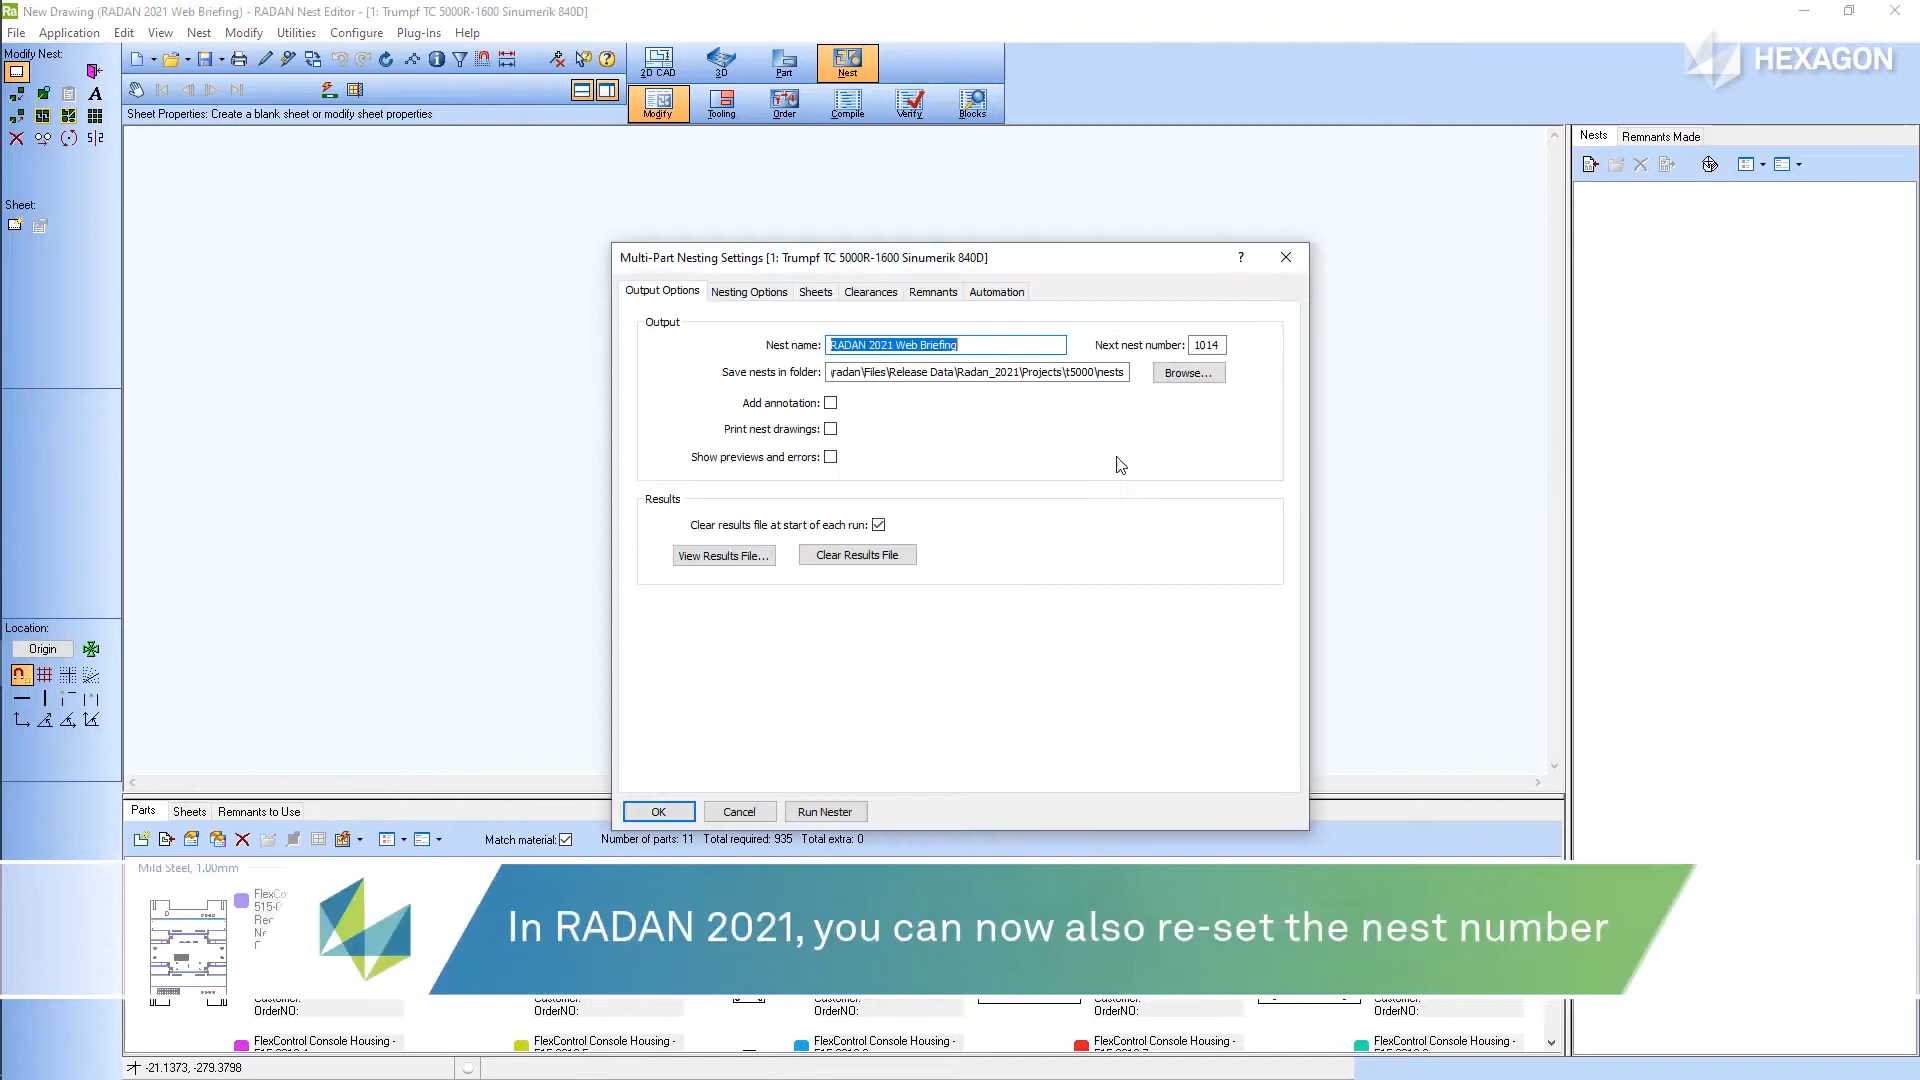 New Drawing (RADAN 2021 Web Briefing) - RADAN Nest Editor - [1: Trumpf TC 5000R-1600 Sinumerik 840D]
File Application Edit View Nest Modify Utilities Configure Plug-Ins Help
HEXAGON
Modify Nest:
2D CAD 3D Part Nest
Modify Tooling Order Compile Verify Blocks
Sheet Properties: Create a blank sheet or modify sheet properties
Nests Remnants Made
Sheet:
Multi-Part Nesting Settings [1: Trumpf TC 5000R-1600 Sinumerik 840D]
Output Options Nesting Options Sheets Clearances Remnants Automation
Output
Nest name: RADAN 2021 Web Briefing Next nest number: 1014
Save nests in folder: \radan\Files\Release Data\Radan_2021\Projects\t5000\nests Browse...
Add annotation:
Print nest drawings:
Show previews and errors:
Results
Clear results file at start of each run:
View Results File... Clear Results File
Location:
Origin
OK Cancel Run Nester
Parts Sheets Remnants to Use
Match material: Number of parts: 11 Total required: 935 Total extra: 0
Mild Steel, 1.00mm
In RADAN 2021, you can now also re-set the nest number
OrderNO: OrderNO: OrderNO: OrderNO: OrderNO:
FlexControl Console Housing - FlexControl Console Housing - FlexControl Console Housing - FlexControl Console Housing - FlexControl Console Housing -
-21.1373, -279.3798